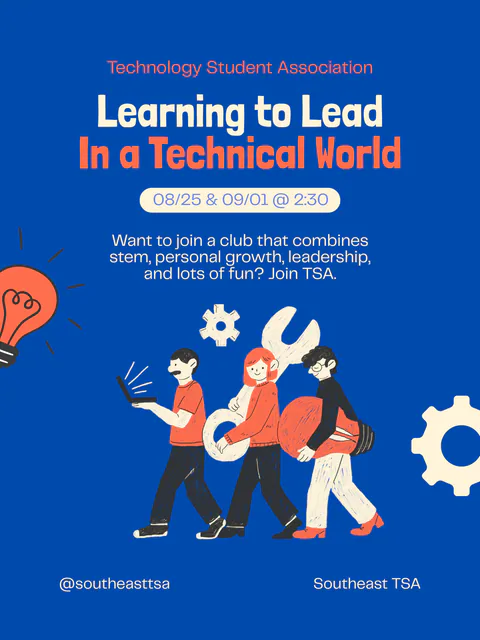 Technology Student Association
Learning to Lead
In a Technical World
08/25 & 09/01 @ 2:30
Want to join a club that combines
stem, personal growth, leadership,
and lots of fun? Join TSA.
@southeasttsa
Southeast TSA